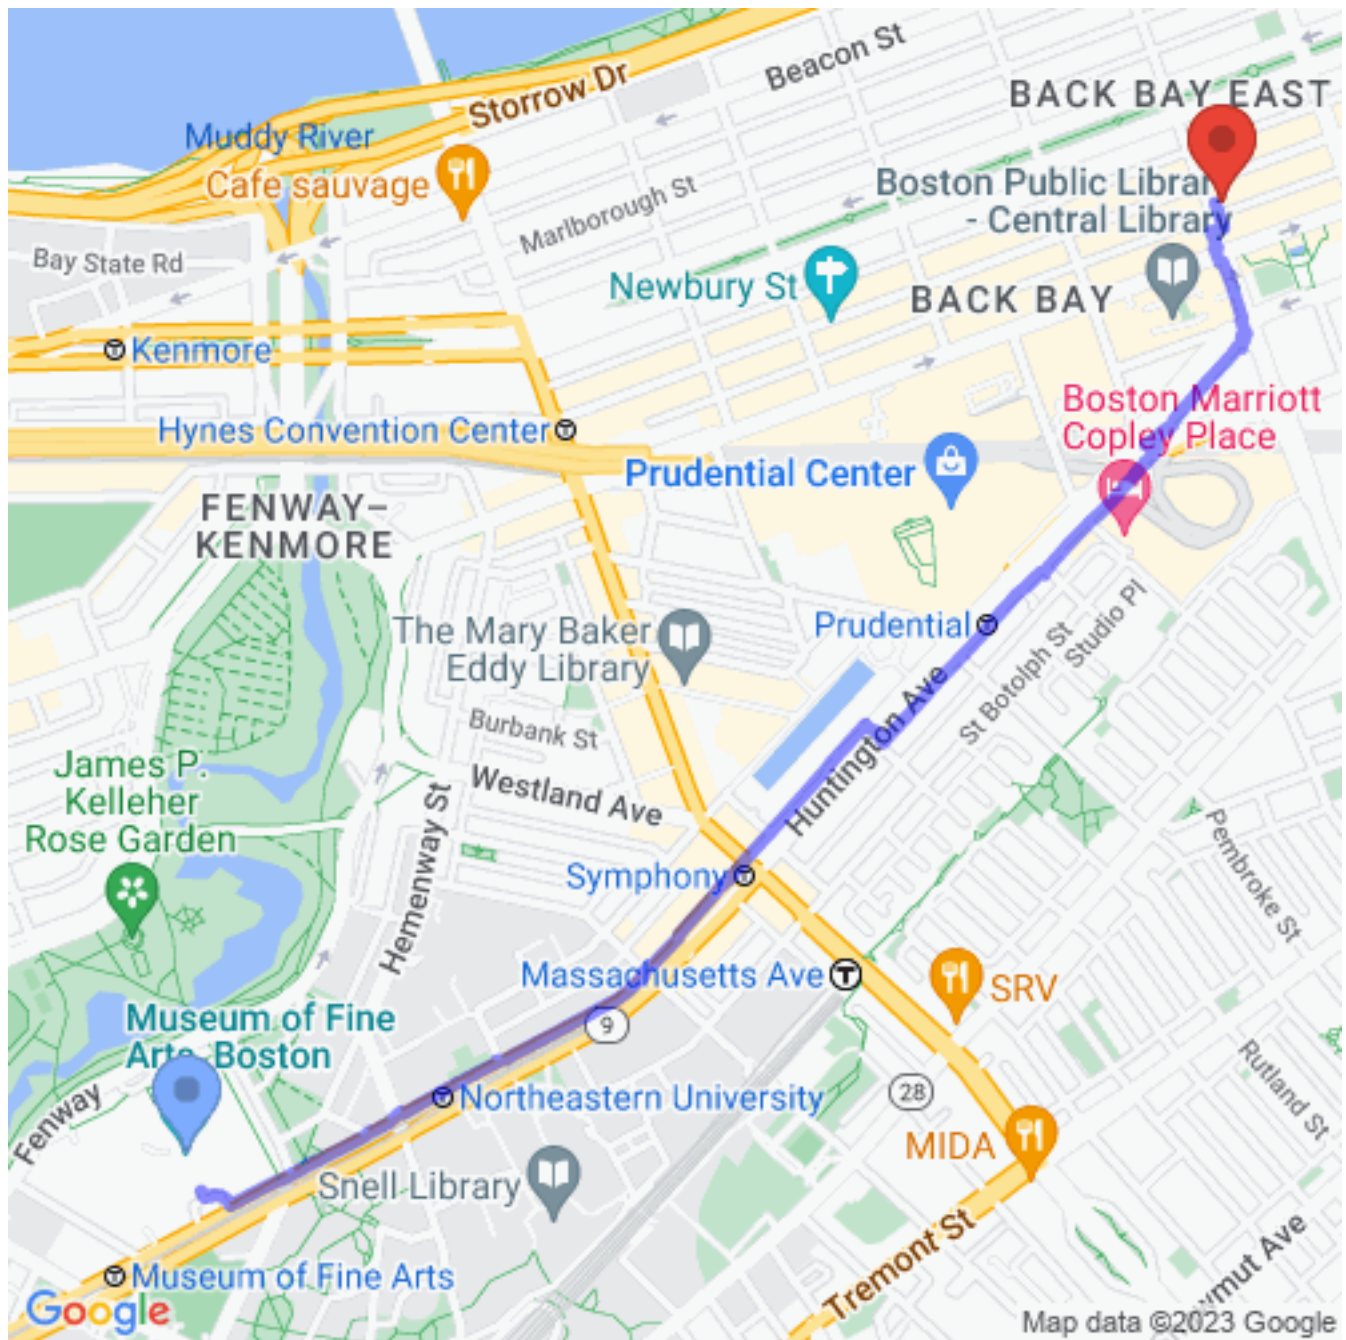 Beacon St
Storrow Dr
BACK BAY EAST
Muddy River
Cafe sauvage
Boston Public Librar
- Central Library
Marlborough St
Bay State Rd
Newbury St
BACK BAY
Kenmore
Boston Marriott
Copley Place
Hynes Convention Center
Prudential Center
FENWAY–
KENMORE
The Mary Baker
Eddy Library
Prudential
Studio Pl
St Botolph St
Burbank St
Huntington Ave
James P.
Kelleher
Rose Garden
Westland Ave
Hemenway St
Pembroke St
Symphony
Massachusetts Ave
T
SRV
9
Museum of Fine
Arts, Boston
Fenway
Northeastern University
28
Rutland St
MIDA
Snell Library
Tremont St
ymut Ave
Museum of Fine Arts
Google
Map data ©2023 Google